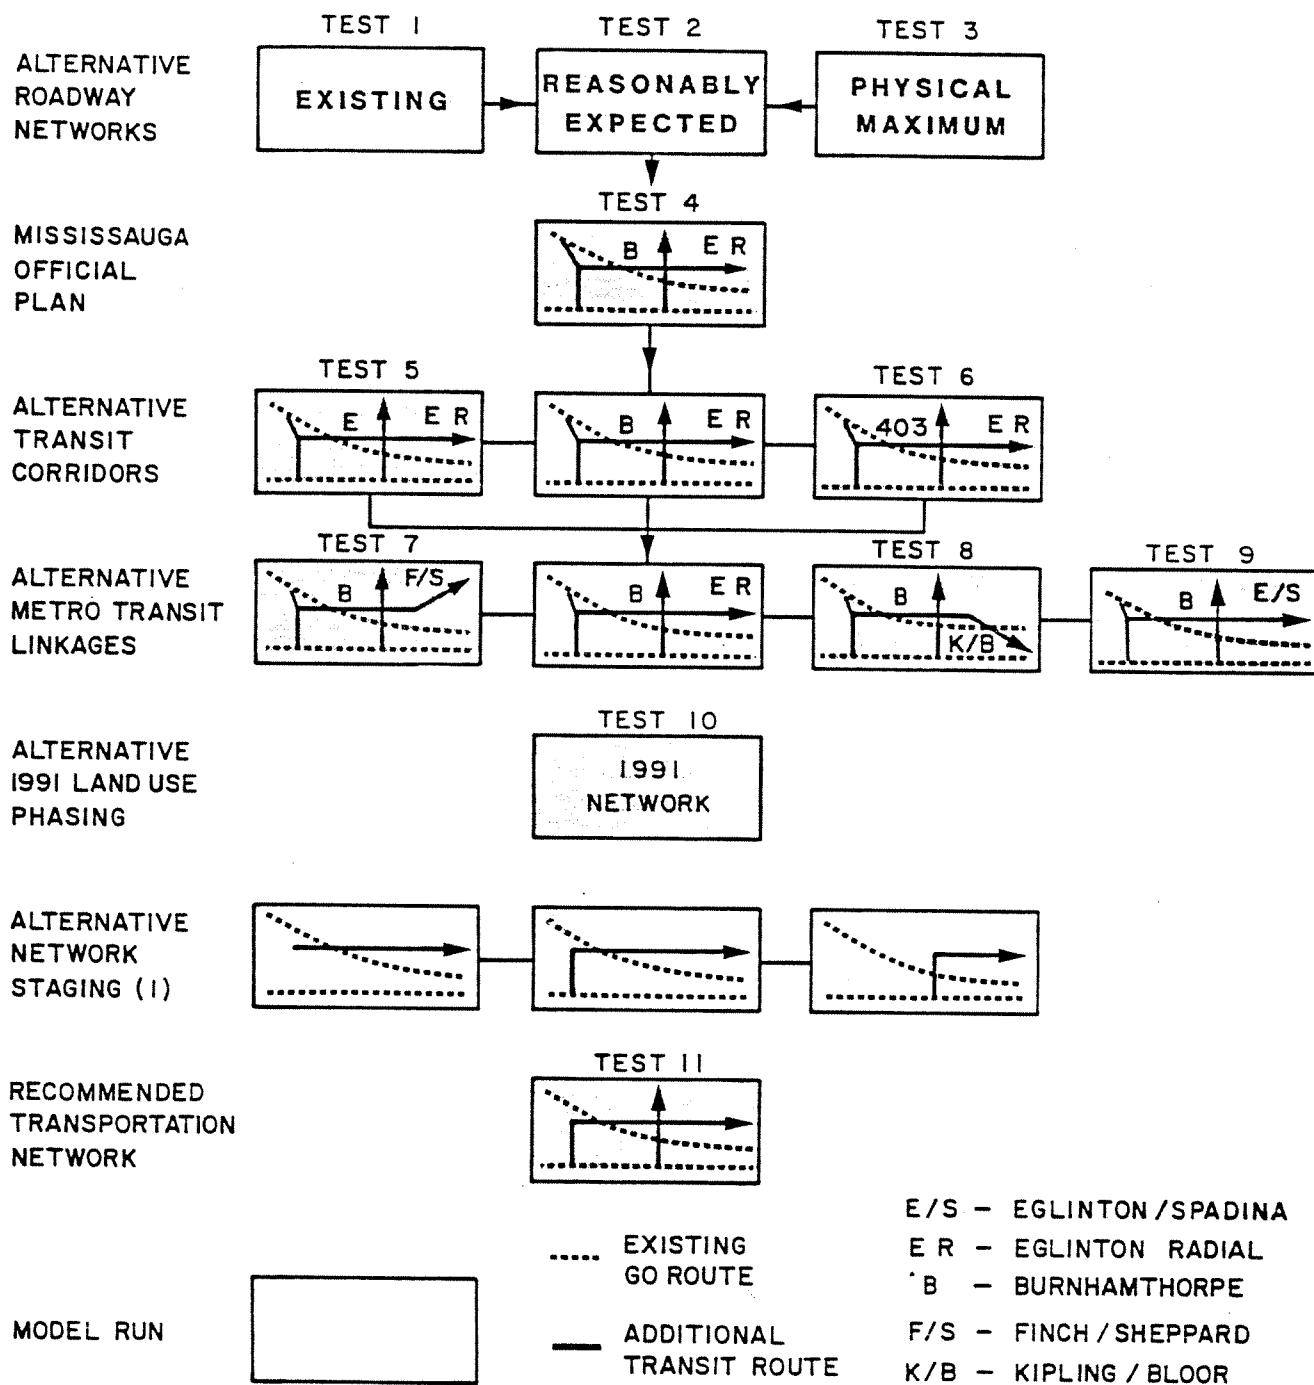 TEST 1
TEST 2
TEST 3
ALTERNATIVE
ROADWAY
NETWORKS
EXISTING
REASONABLY
EXPECTED
PHYSICAL
MAXIMUM
TEST 4
MISSISSAUGA
OFFICIAL
PLAN
B
E R
TEST 5
TEST 6
ALTERNATIVE
TRANSIT
CORRIDORS
E
E R
B
E R
403
E R
TEST 7
TEST 8
TEST 9
ALTERNATIVE
METRO TRANSIT
LINKAGES
B
F/S
B
E R
B
K/B
B
E/S
TEST 10
ALTERNATIVE
1991 LAND USE
PHASING
1991
NETWORK
ALTERNATIVE
NETWORK
STAGING (1)
TEST 11
RECOMMENDED
TRANSPORTATION
NETWORK
MODEL RUN
EXISTING
GO ROUTE
ADDITIONAL
TRANSIT ROUTE
E/S - EGLINTON/SPADINA
E R - EGLINTON RADIAL
B - BURNHAMTHORPE
F/S - FINCH/SHEPPARD
K/B - KIPLING/BLOOR